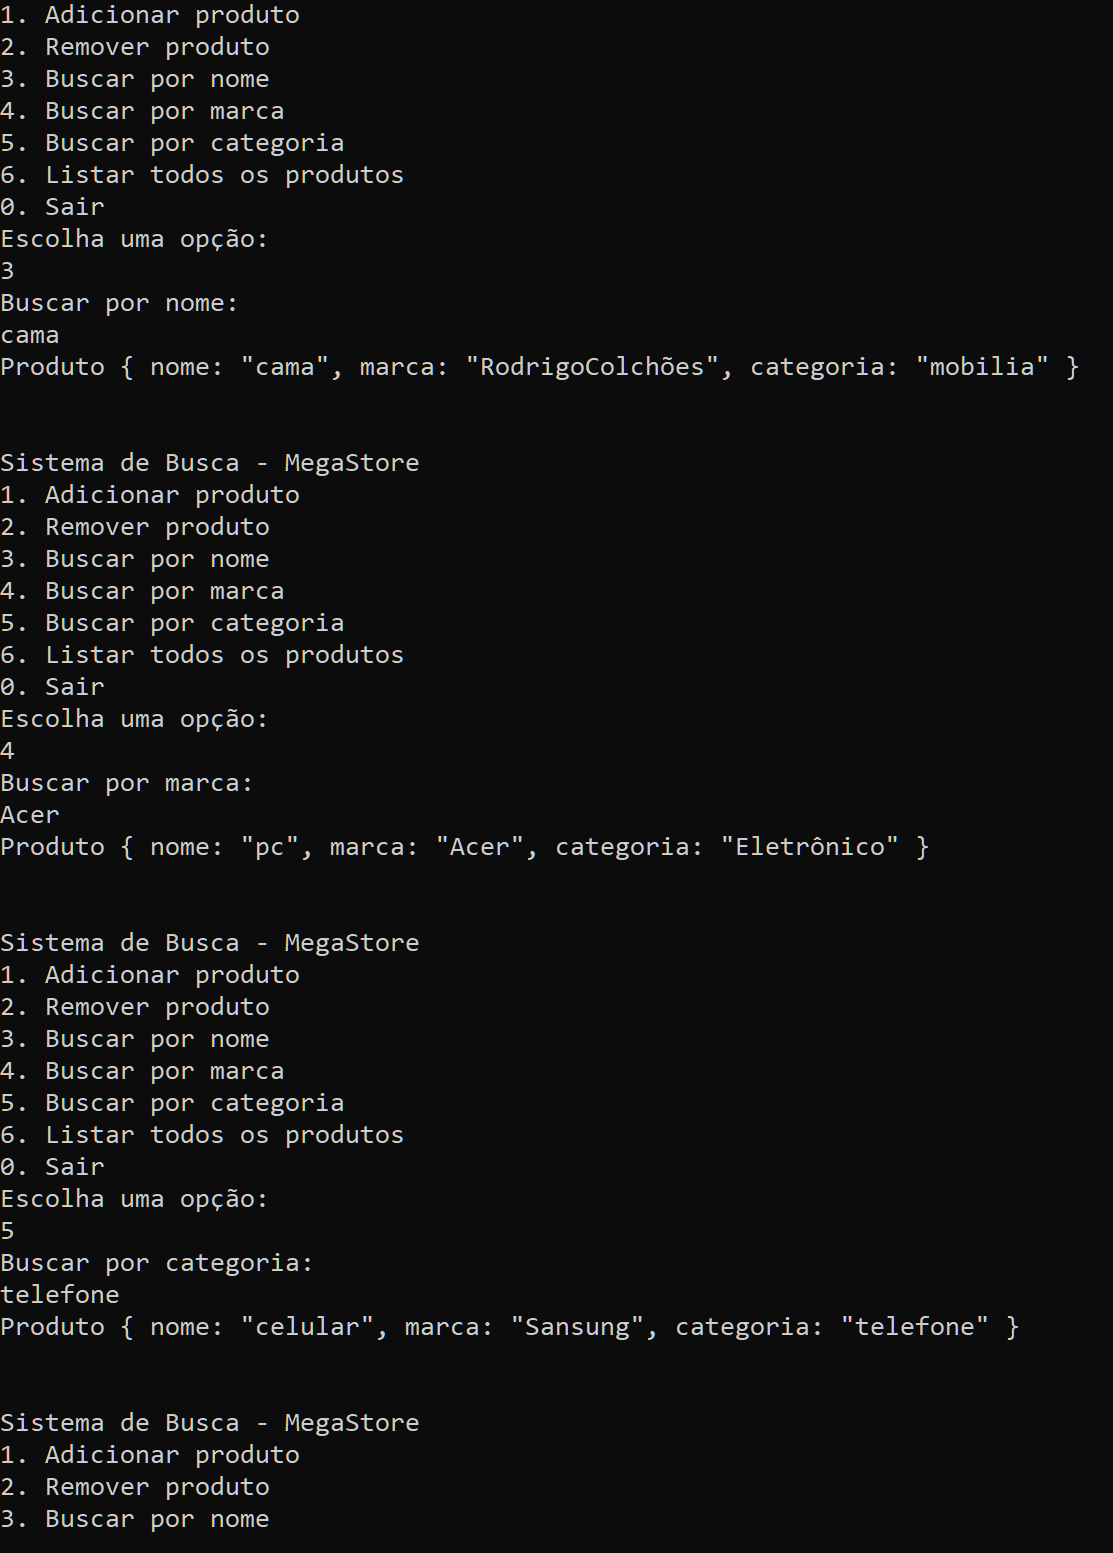 1. Adicionar produto
2. Remover produto
3. Buscar por nome
4. Buscar por marca
5. Buscar por categoria
6. Listar todos os produtos
0. Sair
Escolha uma opção:
3
Buscar por nome:
cama
Produto { nome: "cama", marca: "RodrigoColchões", categoria: "mobilia" }
Sistema de Busca - MegaStore
1. Adicionar produto
2. Remover produto
3. Buscar por nome
4. Buscar por marca
5. Buscar por categoria
6. Listar todos os produtos
0. Sair
Escolha uma opção:
4
Buscar por marca:
Acer
Produto { nome: "pc", marca: "Acer", categoria: "Eletrônico" }
Sistema de Busca - MegaStore
1. Adicionar produto
2. Remover produto
3. Buscar por nome
4. Buscar por marca
5. Buscar por categoria
6. Listar todos os produtos
0. Sair
Escolha uma opção:
5
Buscar por categoria:
telefone
Produto { nome: "celular", marca: "Sansung", categoria: "telefone" }
Sistema de Busca - MegaStore
1. Adicionar produto
2. Remover produto
3. Buscar por nome